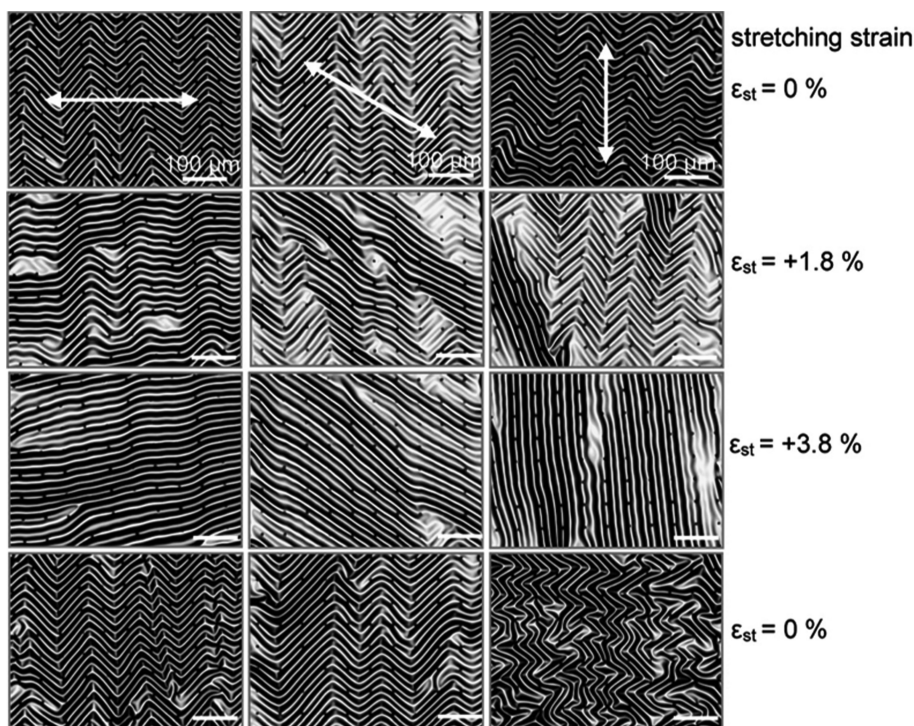 stretching strain
εst = 0 %
100 µm 100 µm 100 µm
εst = +1.8 %
εst = +3.8 %
εst = 0 %